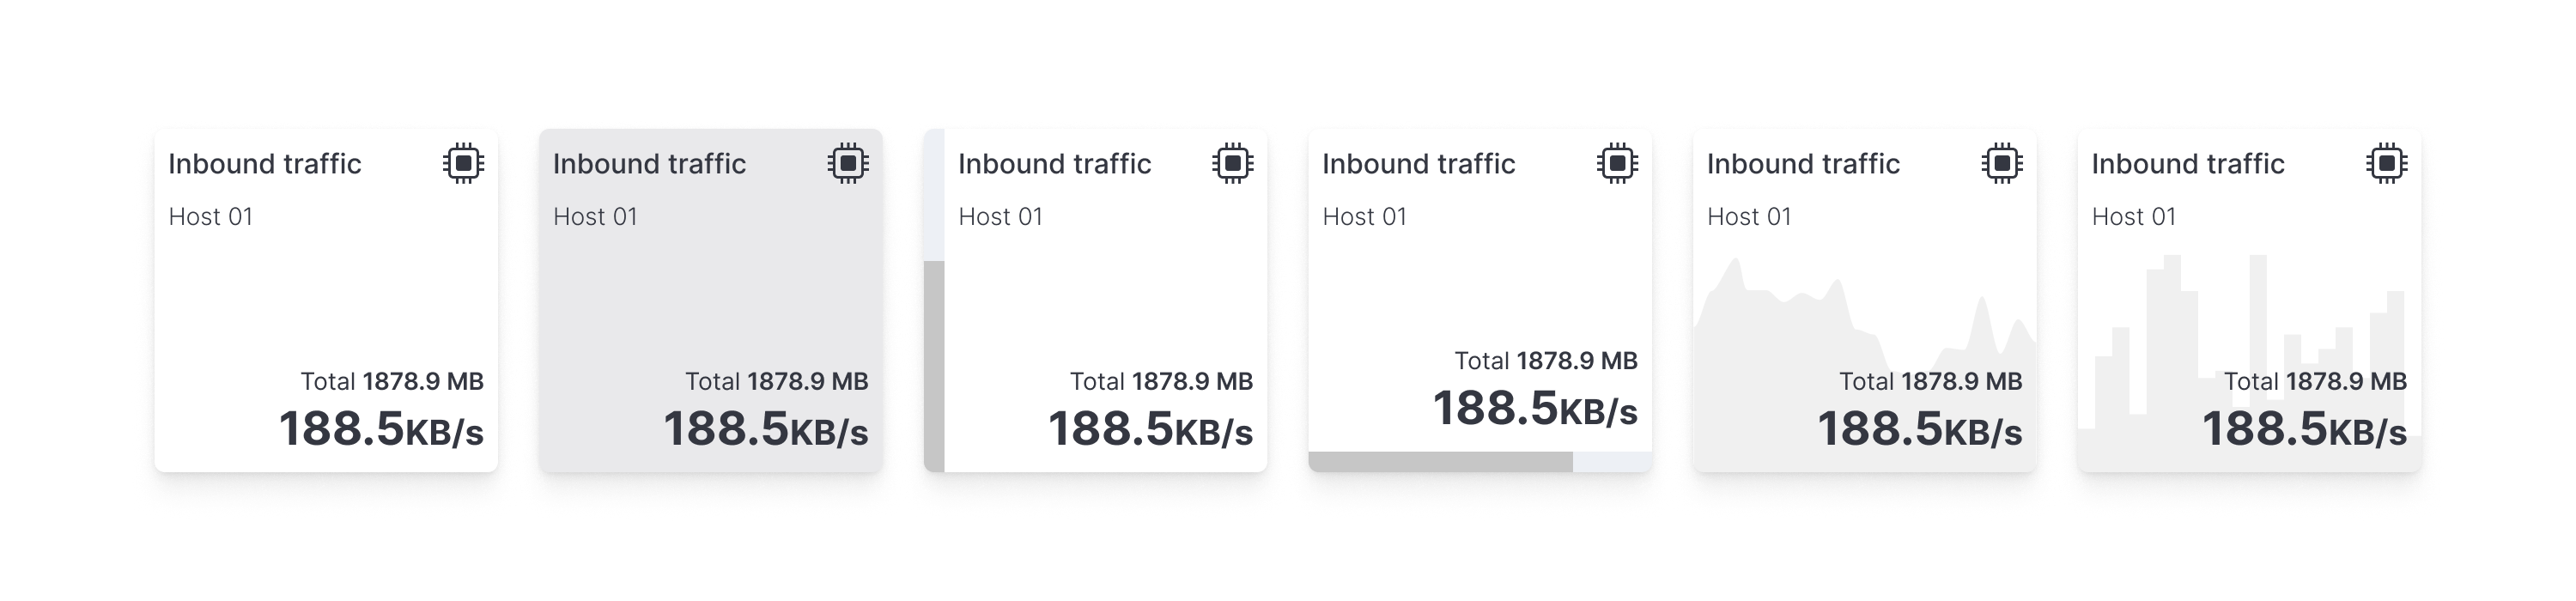 Inbound traffic
Host 01
Total 1878.9 MB
188.5KB/s
Inbound traffic
Host 01
Total 1878.9 MB
188.5KB/s
Inbound traffic
Host 01
Total 1878.9 MB
188.5KB/s
Inbound traffic
Host 01
Total 1878.9 MB
188.5KB/s
Inbound traffic
Host 01
Total 1878.9 MB
188.5KB/s
Inbound traffic
Host 01
Total 1878.9 MB
188.5KB/s